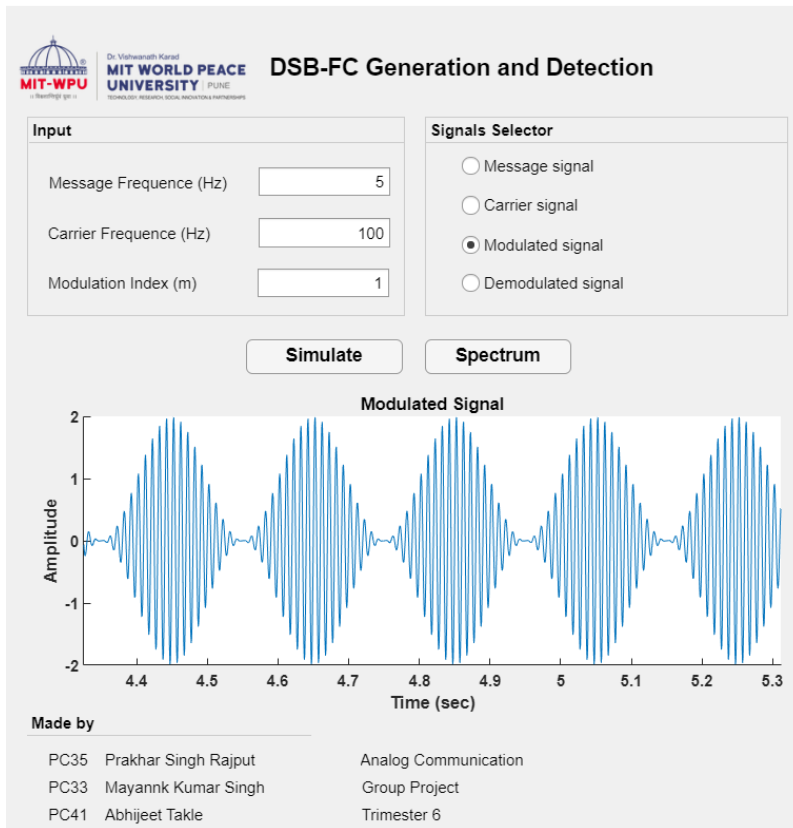 Dr. Vishwanath Karad
MIT WORLD PEACE
UNIVERSITY | PUNE
TECHNOLOGY, RESEARCH, SOCIAL INNOVATION & PARTNERSHIPS
MIT-WPU
DSB-FC Generation and Detection
Input
Message Frequence (Hz) 5
Carrier Frequence (Hz) 100
Modulation Index (m) 1
Signals Selector
Message signal
Carrier signal
Modulated signal
Demodulated signal
Simulate
Spectrum
Modulated Signal
Amplitude
2
1
0
-1
-2
4.4 4.5 4.6 4.7 4.8 4.9 5 5.1 5.2 5.3
Time (sec)
Made by
PC35 Prakhar Singh Rajput
PC33 Mayannk Kumar Singh
PC41 Abhijeet Takle
Analog Communication
Group Project
Trimester 6